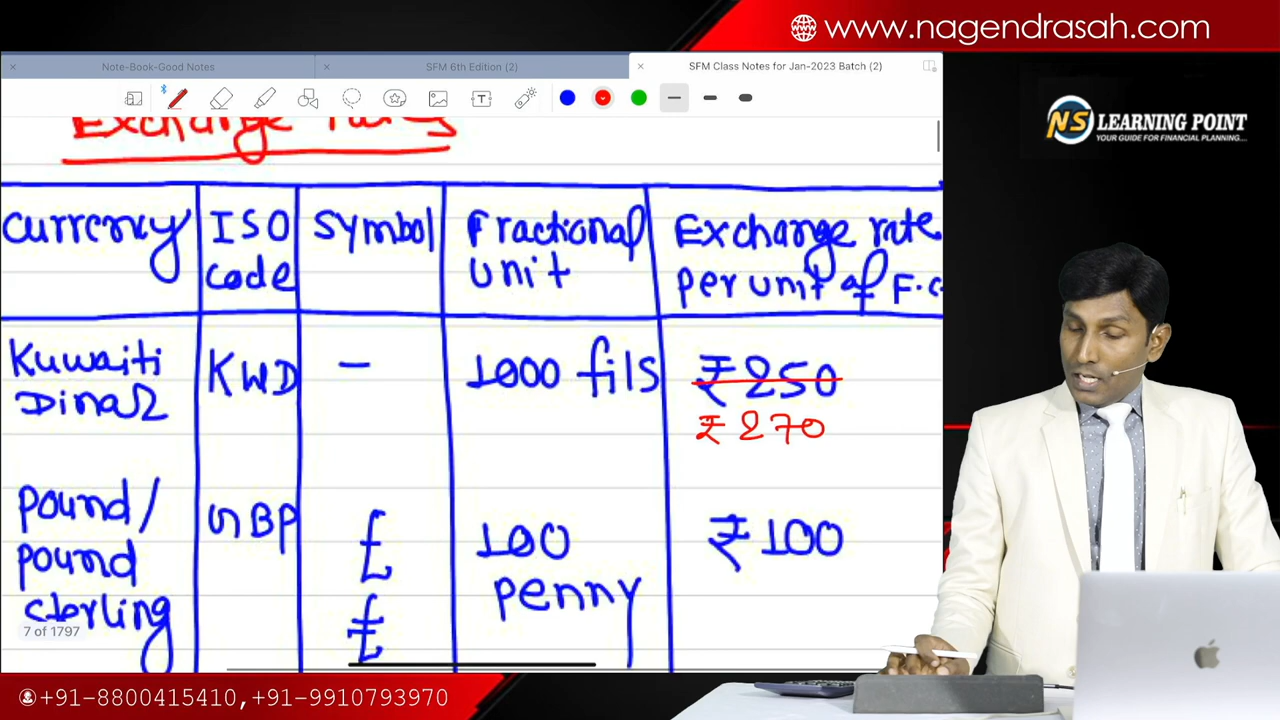 www.nagendrasah.com
Note-Book-Good Notes
SFM 6th Edition (2)
SFM Class Notes for Jan-2023 Batch (2)
T
NS LEARNING POINT
YOUR GUIDE FOR FINANCIAL PLANNING....
Exchange
Currency
ISO code
Symbol
Fractional unit
Exchange rate per unit of F.C
Kuwaiti Dinar
KWD
-
1000 fils
₹250
₹270
Pound/ pound sterling
GBP
£
£
100 penny
₹100
7 of 1797
+91-8800415410,+91-9910793970